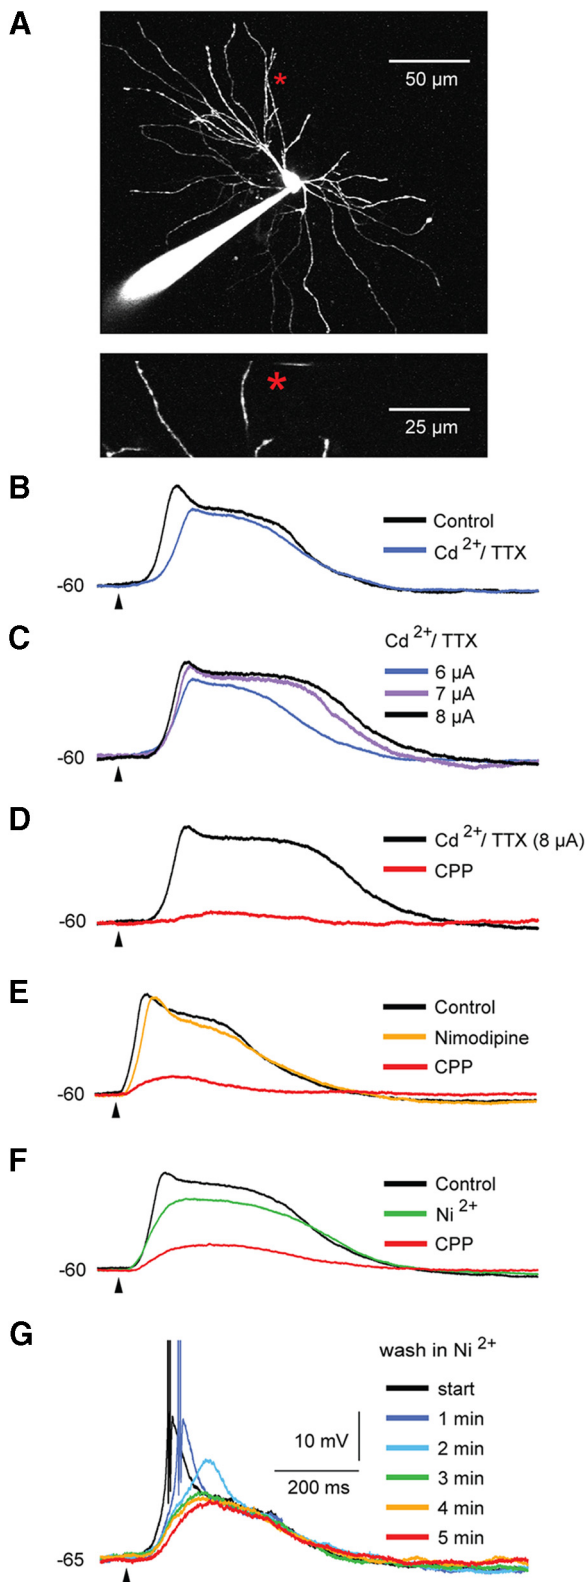 A
*
50 µm
*
25 µm
B
Control
Cd 2+/ TTX
-60
C
Cd 2+/ TTX
6 µA
7 µA
8 µA
-60
D
Cd 2+/ TTX (8 µA)
CPP
-60
E
Control
Nimodipine
CPP
-60
F
Control
Ni 2+
CPP
-60
G
wash in Ni 2+
start
1 min
10 mV
2 min
200 ms
3 min
4 min
5 min
-65